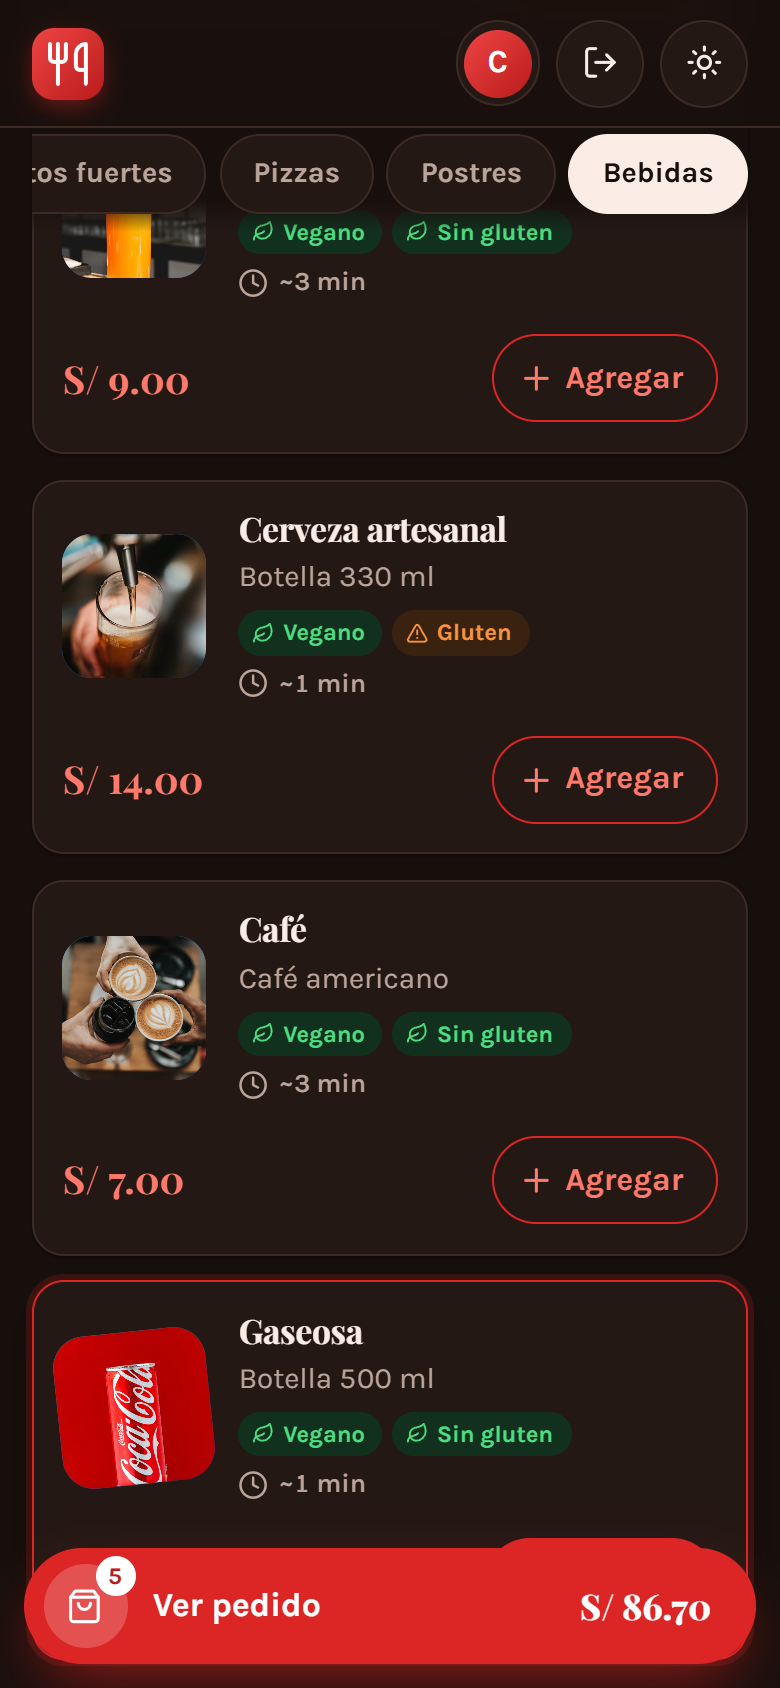 C
tos fuertes Pizzas Postres Bebidas
Vegano Sin gluten
~3 min
S/ 9.00 + Agregar
Cerveza artesanal
Botella 330 ml
Vegano Gluten
~1 min
S/ 14.00 + Agregar
Café
Café americano
Vegano Sin gluten
~3 min
S/ 7.00 + Agregar
Gaseosa
Botella 500 ml
Coca-Cola
Vegano Sin gluten
~1 min
5
Ver pedido S/ 86.70